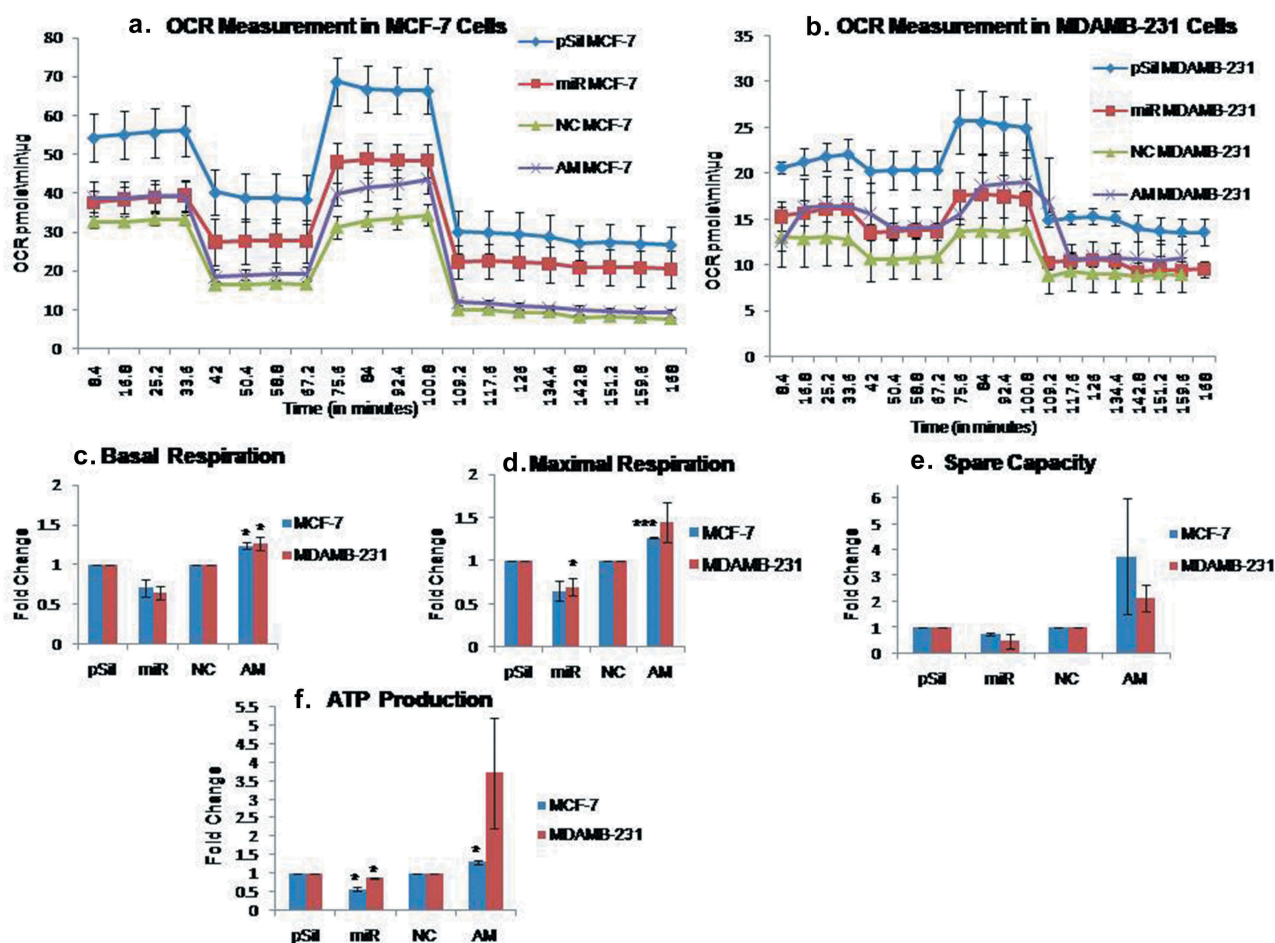 a. OCR Measurement in MCF-7 Cells
80
70
60
50
40
30
20
10
0
OCR pmole\min\µg
pSil MCF-7
miR MCF-7
NC MCF-7
AM MCF-7
8.4 16.8 25.2 33.6 42 50.4 58.8 67.2 75.6 84 92.4 100.8 109.2 117.6 126 134.4 142.8 151.2 159.6 168
Time (in minutes)
b. OCR Measurement in MDAMB-231 Cells
35
30
25
20
15
10
5
0
OCR pmole\min\µg
pSil MDAMB-231
miR MDAMB-231
NC MDAMB-231
AM MDAMB-231
8.4 16.8 25.2 33.6 42 50.4 58.8 67.2 75.6 84 92.4 100.8 109.2 117.6 126 134.4 142.8 151.2 159.6 168
Time (in minutes)
c. Basal Respiration
2
1.5
1
0.5
0
Fold Change
* *
MCF-7
MDAMB-231
pSil miR NC AM
d. Maximal Respiration
2
1.5
1
0.5
0
Fold Change
* ***
MCF-7
MDAMB-231
pSil miR NC AM
e. Spare Capacity
6
5
4
3
2
1
0
Fold Change
MCF-7
MDAMB-231
pSil miR NC AM
f. ATP Production
5.5
5
4.5
4
3.5
3
2.5
2
1.5
1
0.5
0
Fold Change
* * *
MCF-7
MDAMB-231
pSil miR NC AM